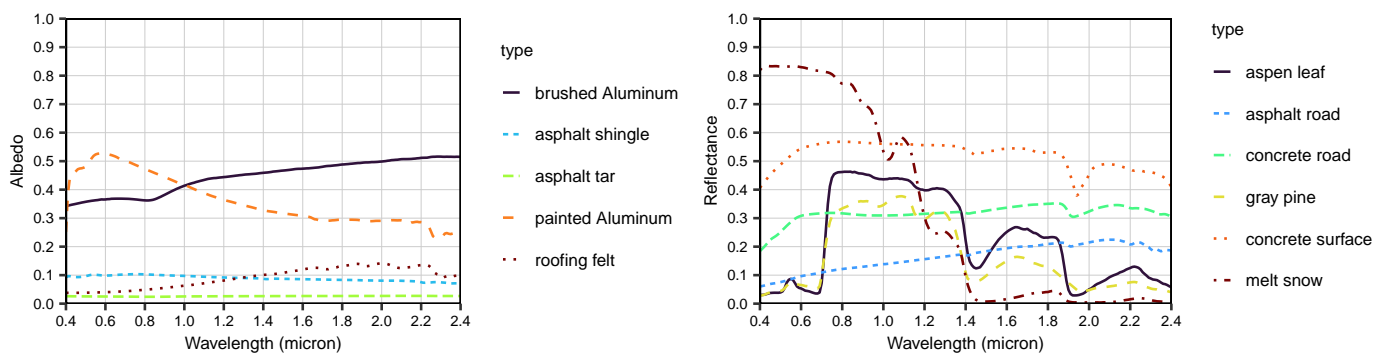 1.0
0.9
0.8
0.7
0.6
0.5
0.4
0.3
0.2
0.1
0.0
Albedo
0.4 0.6 0.8 1.0 1.2 1.4 1.6 1.8 2.0 2.2 2.4
Wavelength (micron)
type
brushed Aluminum
asphalt shingle
asphalt tar
painted Aluminum
roofing felt
1.0
0.9
0.8
0.7
0.6
0.5
0.4
0.3
0.2
0.1
0.0
Reflectance
0.4 0.6 0.8 1.0 1.2 1.4 1.6 1.8 2.0 2.2 2.4
Wavelength (micron)
type
aspen leaf
asphalt road
concrete road
gray pine
concrete surface
melt snow